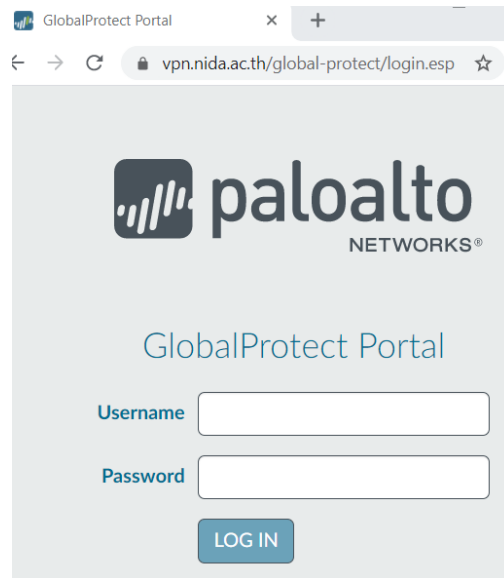 GlobalProtect Portal
vpn.nida.ac.th/global-protect/login.esp
paloalto
NETWORKS®
GlobalProtect Portal
Username
Password
LOG IN